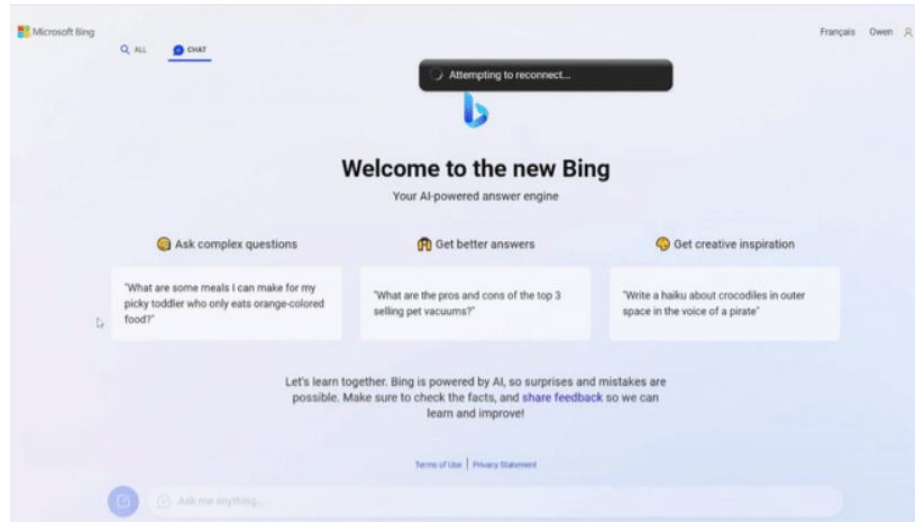 Microsoft Bing
Français Owen
ALL CHAT
Attempting to reconnect...
Welcome to the new Bing
Your AI-powered answer engine
Ask complex questions
Get better answers
Get creative inspiration
"What are some meals I can make for my
picky toddler who only eats orange-colored
food?"
"What are the pros and cons of the top 3
selling pet vacuums?"
"Write a haiku about crocodiles in outer
space in the voice of a pirate"
Let's learn together. Bing is powered by AI, so surprises and mistakes are
possible. Make sure to check the facts, and share feedback so we can
learn and improve!
Terms of Use | Privacy Statement
Ask me anything...